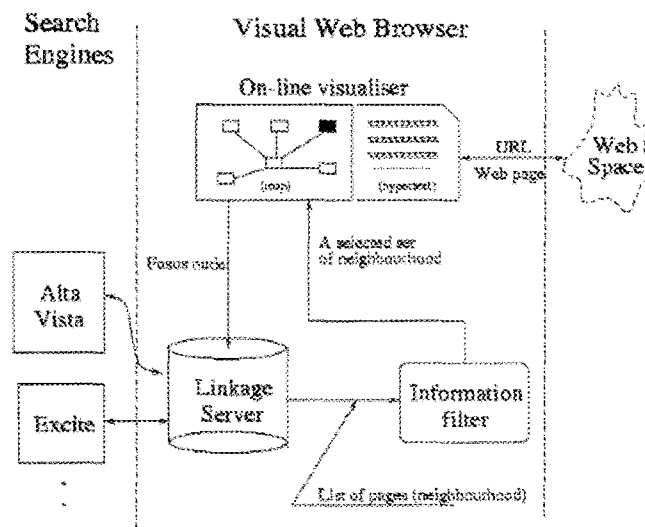 Search
Engines
Visual Web Browser
On-line visualiser
(map)
(hypertext)
URL
Web page
Web
Space
Focus node
A selected set
of neighbourhood
Alta
Vista
Linkage
Server
Information
filter
Excite
List of pages (neighbourhood)